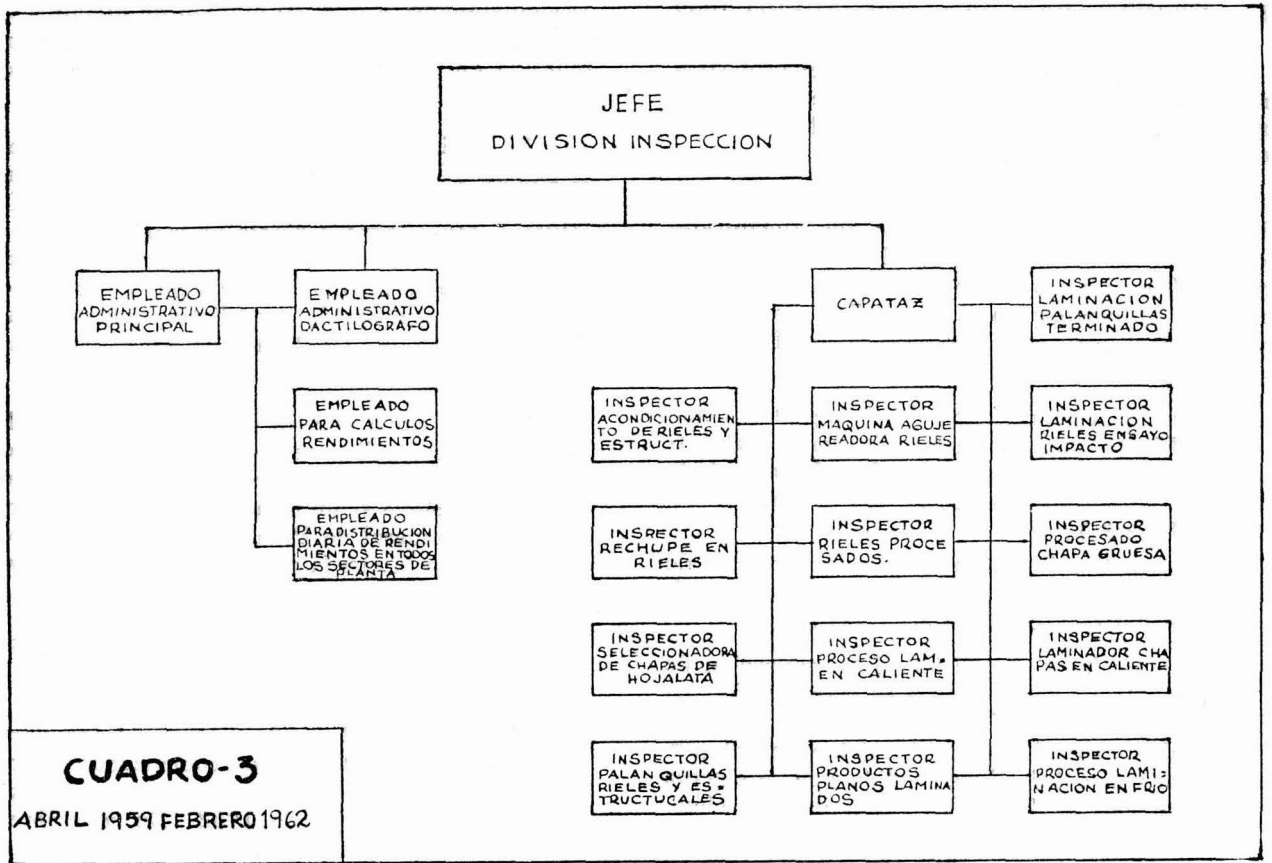 JEFE
DIVISION INSPECCION
EMPLEADO
ADMINISTRATIVO
PRINCIPAL
EMPLEADO
ADMINISTRATIVO
DACTILOGRAFO
EMPLEADO
PARA CALCULOS
RENDIMIENTOS
EMPLEADO
PARA DISTRIBUCION
DIARIA DE RENDI
MIENTOS EN TODOS
LOS SECTORES DE
PLANTA
CAPATAZ
INSPECTOR
LAMINACION
PALANQUILLAS
TERMINADO
INSPECTOR
ACONDICIONAMIEN
TO DE RIELES Y
ESTRUCT.
INSPECTOR
MAQUINA AGUJE
READORA RIELES
INSPECTOR
LAMINACION
RIELES ENSAYO
IMPACTO
INSPECTOR
RECHUPE EN
RIELES
INSPECTOR
RIELES PROCE
SADOS.
INSPECTOR
PROCESADO
CHAPA GRUESA
INSPECTOR
SELECCIONADORA
DE CHAPAS DE
HOJALATA
INSPECTOR
PROCESO LAM.
EN CALIENTE
INSPECTOR
LAMINADOR CHA
PAS EN CALIENTE
INSPECTOR
PALAN QUILLAS
RIELES Y ES=
TRUCTUCALES
INSPECTOR
PRODUCTOS
PLANOS LAMINA
DOS
INSPECTOR
PROCESO LAMI=
NACION EN FRIO
CUADRO-3
ABRIL 1959 FEBRERO 1962